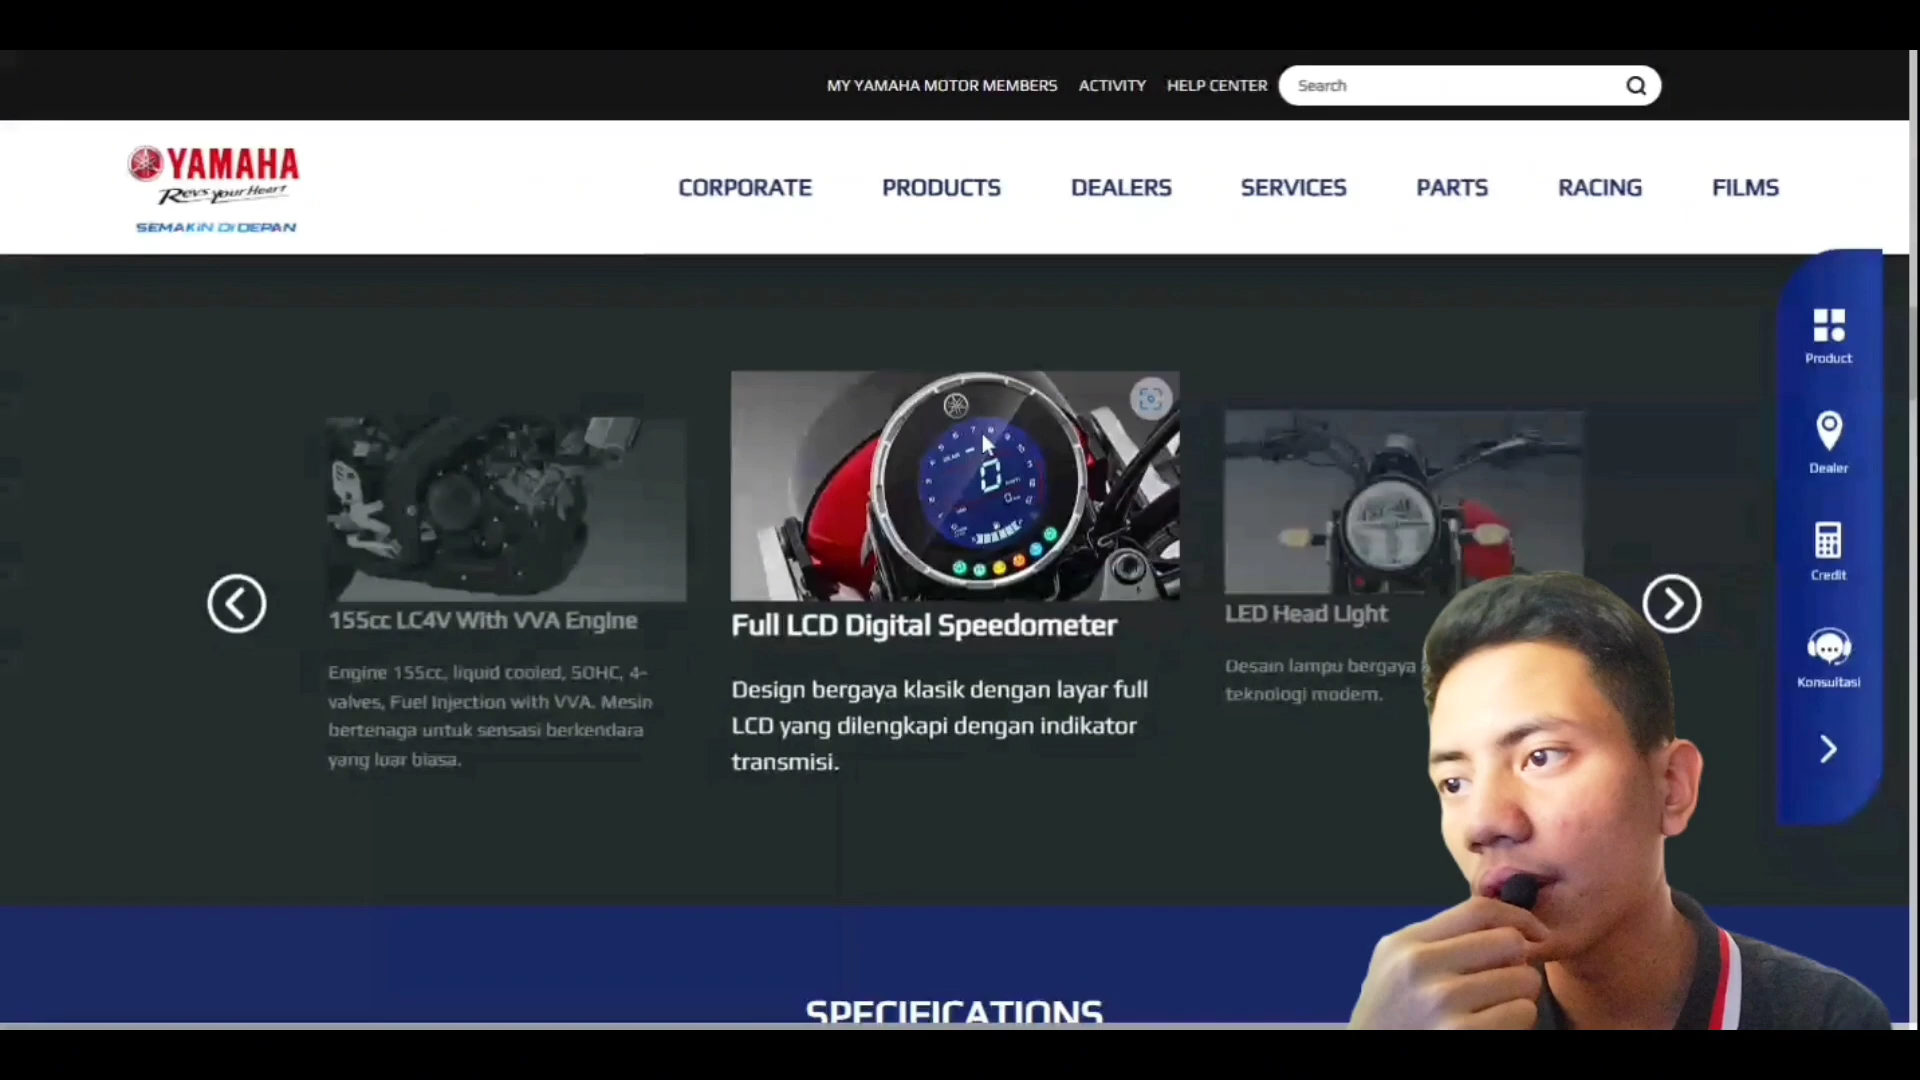 MY YAMAHA MOTOR MEMBERS ACTIVITY HELP CENTER Search
YAMAHA
Revs your Heart
SEMAKIN DI DEPAN
CORPORATE PRODUCTS DEALERS SERVICES PARTS RACING FILMS
Product
Dealer
Credit
Konsultasi
155cc LC4V With VVA Engine
Engine 155cc, liquid cooled, SOHC, 4-
valves, Fuel Injection with VVA. Mesin
bertenaga untuk sensasi berkendara
yang luar biasa.
0
Full LCD Digital Speedometer
Design bergaya klasik dengan layar full
LCD yang dilengkapi dengan indikator
transmisi.
LED Head Light
Desain lampu bergaya
teknologi modern.
SPECIFICATIONS